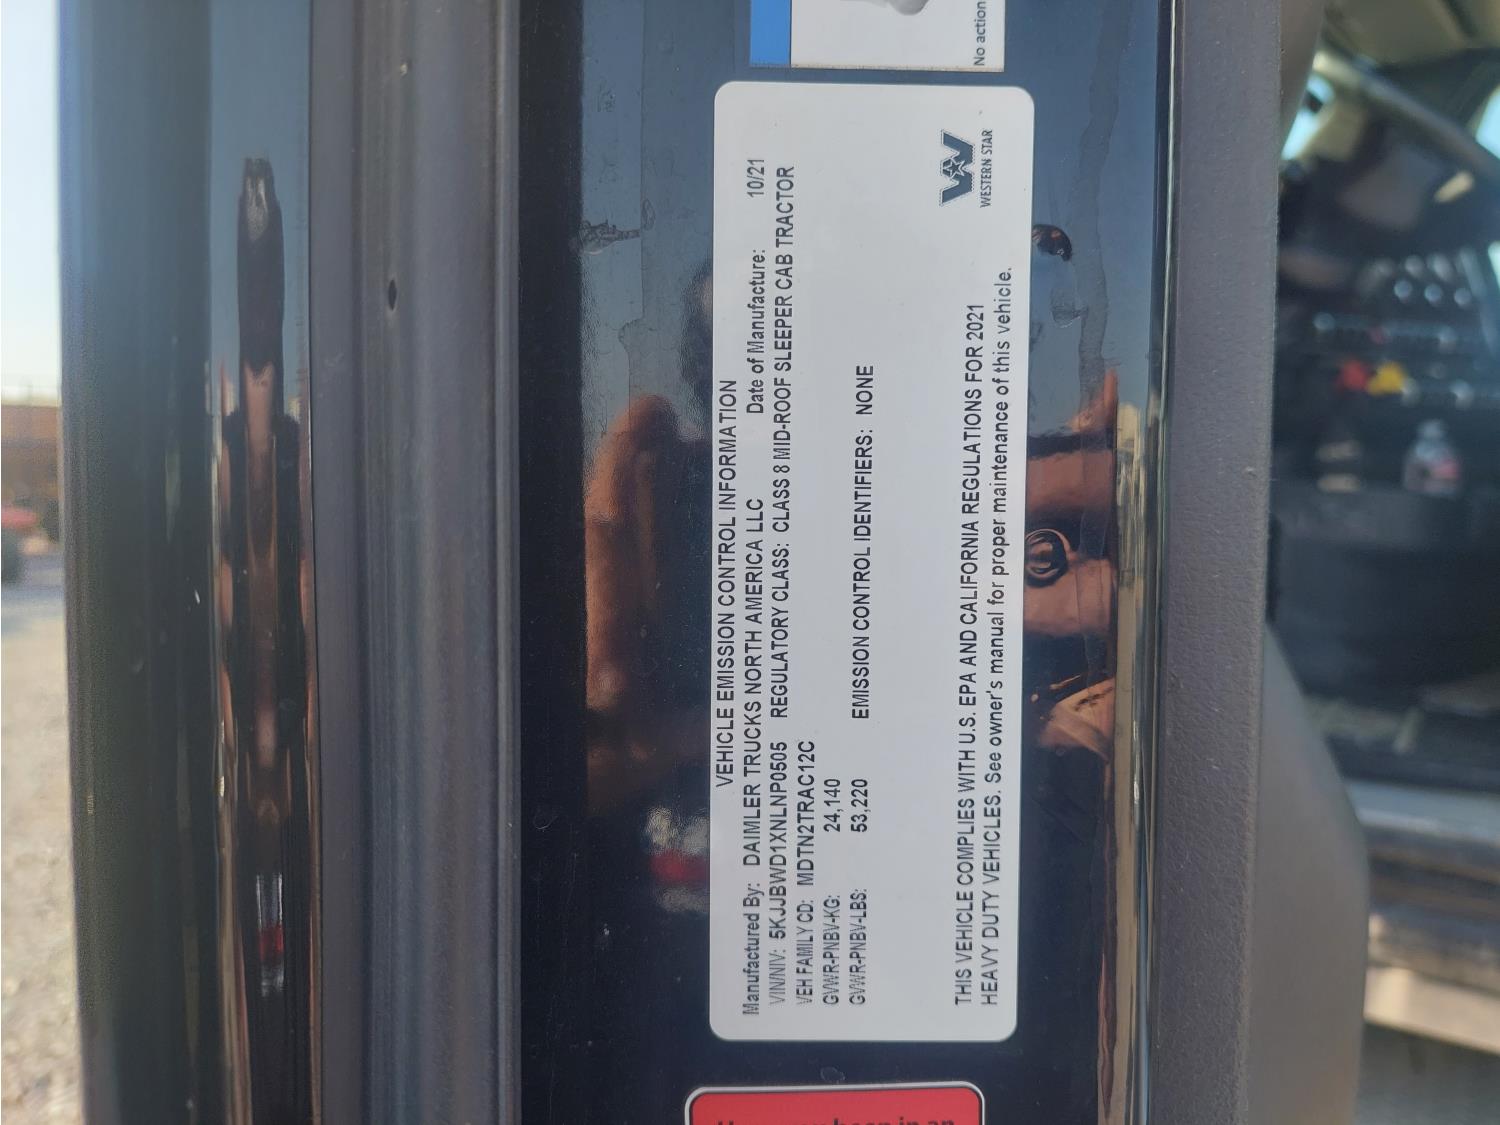 No action
VEHICLE EMISSION CONTROL INFORMATION
Manufactured By: DAIMLER TRUCKS NORTH AMERICA LLC Date of Manufacture: 10/21
VIN/NIV: 5KJJBWD1XNLNP0505 REGULATORY CLASS: CLASS 8 MID-ROOF SLEEPER CAB TRACTOR
VEH FAMILY CD: MDTN2TRAC12C
GVWR-PNBV-KG: 24,140
GVWR-PNBV-LBS: 53,220 EMISSION CONTROL IDENTIFIERS: NONE
THIS VEHICLE COMPLIES WITH U.S. EPA AND CALIFORNIA REGULATIONS FOR 2021
HEAVY DUTY VEHICLES. See owner's manual for proper maintenance of this vehicle.
WESTERN STAR